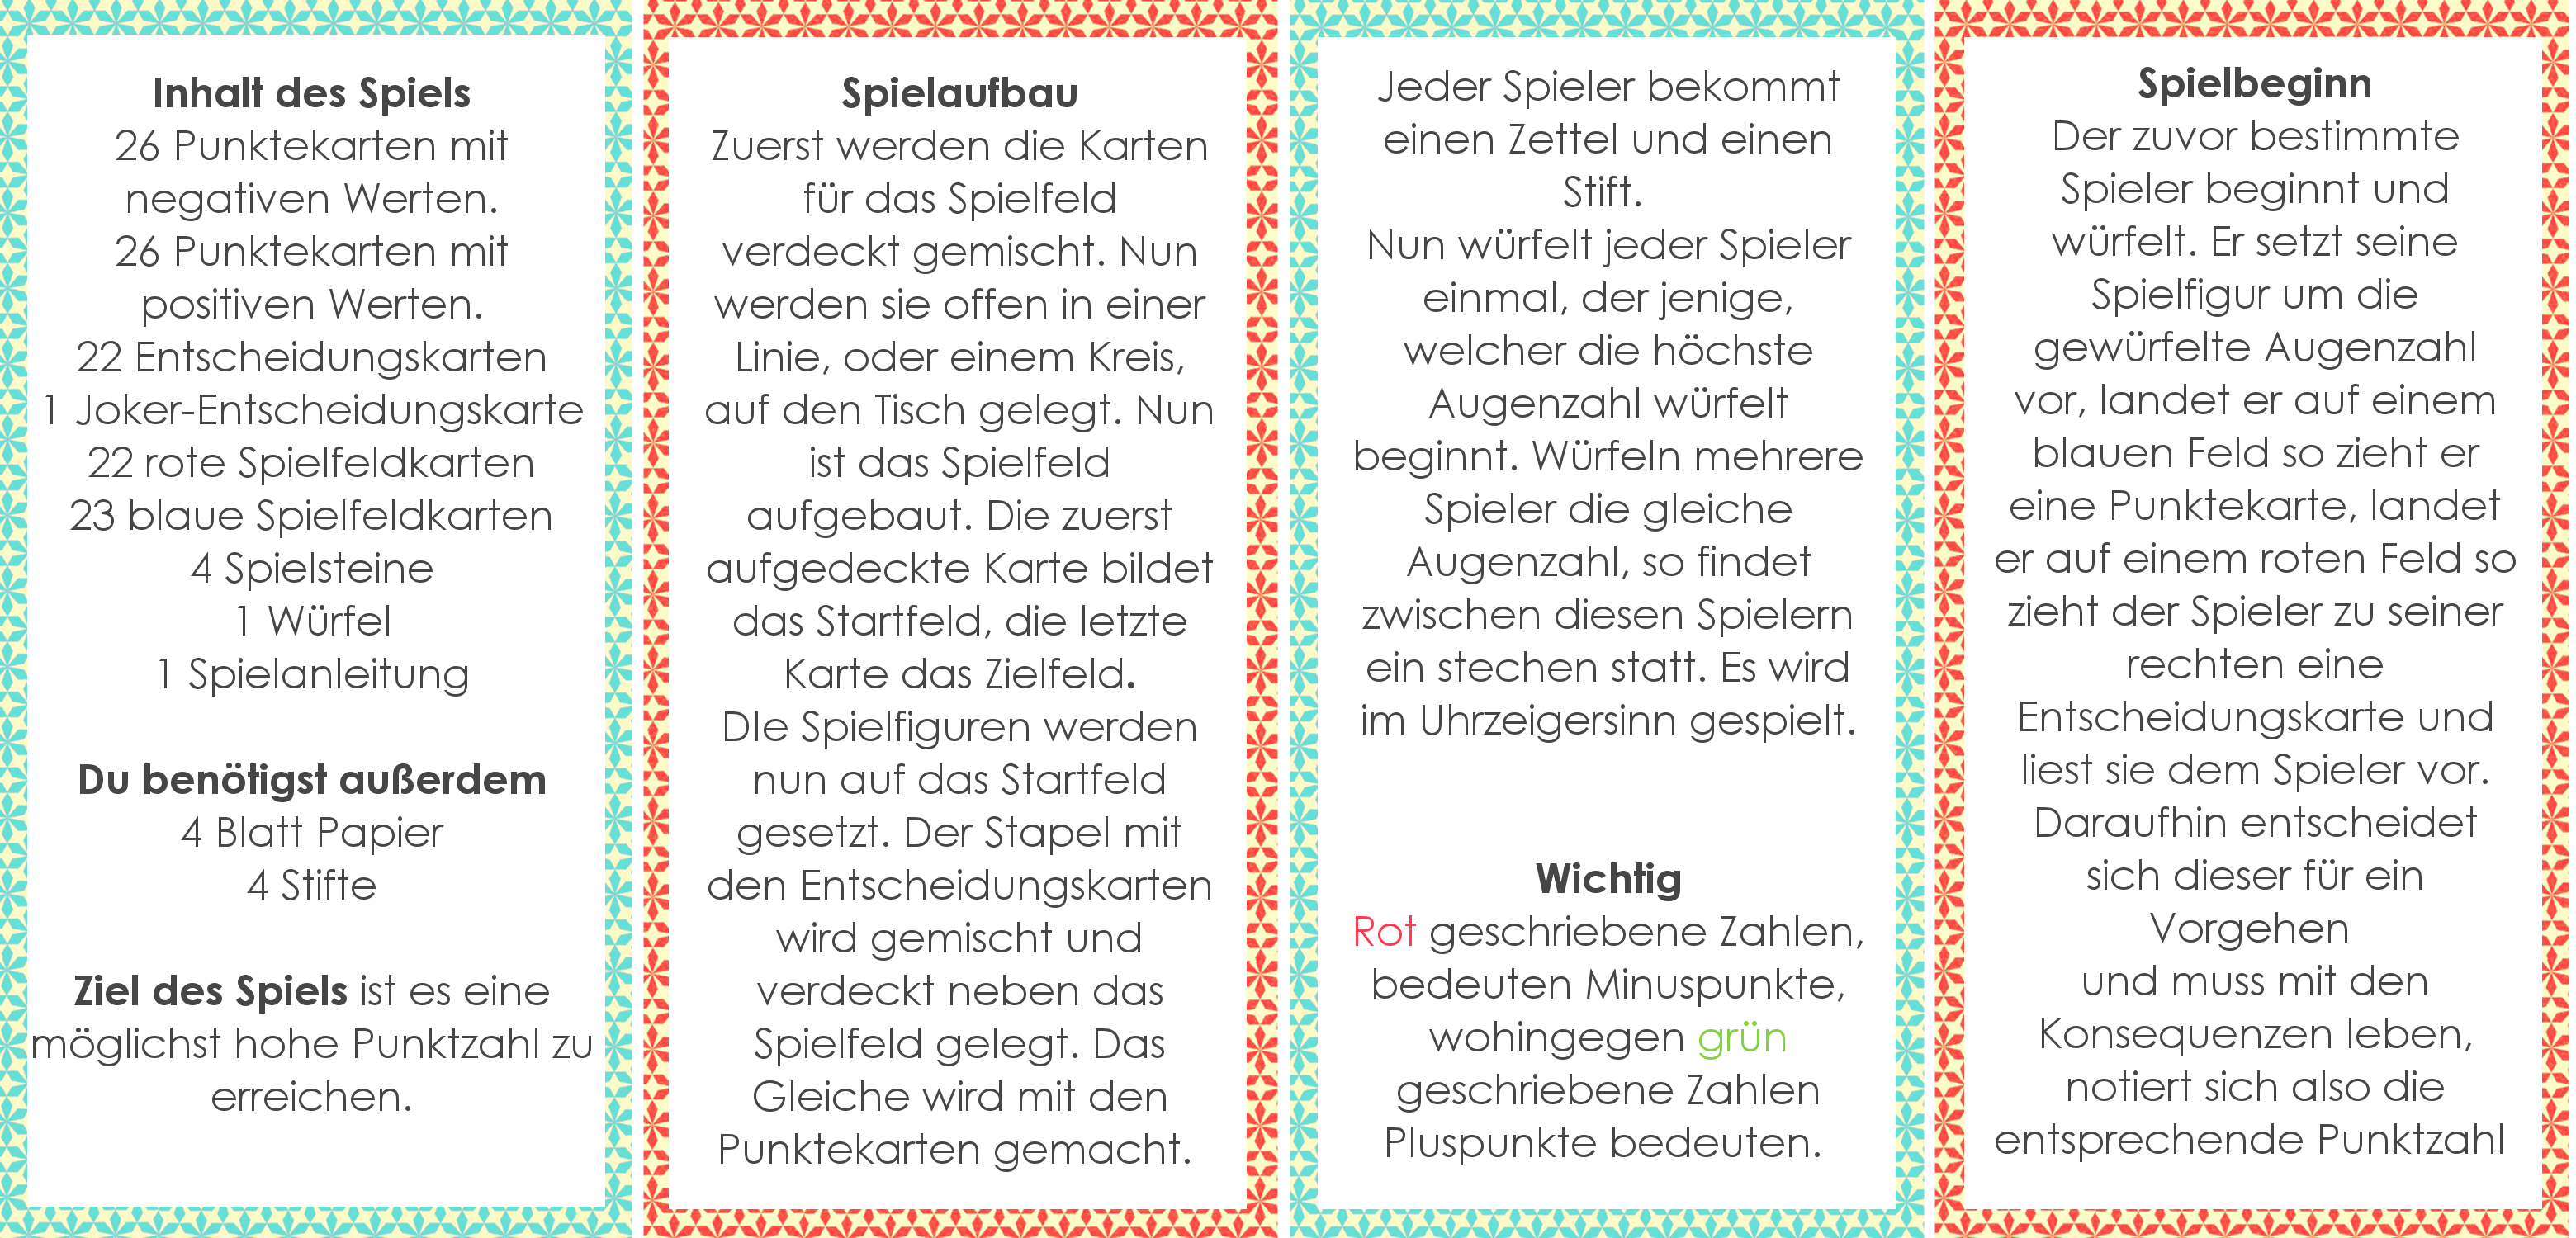 Inhalt des Spiels
26 Punktekarten mit
negativen Werten.
26 Punktekarten mit
positiven Werten.
22 Entscheidungskarten
1 Joker-Entscheidungskarte
22 rote Spielfeldkarten
23 blaue Spielfeldkarten
4 Spielsteine
1 Würfel
1 Spielanleitung
Du benötigst außerdem
4 Blatt Papier
4 Stifte
Ziel des Spiels ist es eine
möglichst hohe Punktzahl zu
erreichen.
Spielaufbau
Zuerst werden die Karten
für das Spielfeld
verdeckt gemischt. Nun
werden sie offen in einer
Linie, oder einem Kreis,
auf den Tisch gelegt. Nun
ist das Spielfeld
aufgebaut. Die zuerst
aufgedeckte Karte bildet
das Startfeld, die letzte
Karte das Zielfeld.
DIe Spielfiguren werden
nun auf das Startfeld
gesetzt. Der Stapel mit
den Entscheidungskarten
wird gemischt und
verdeckt neben das
Spielfeld gelegt. Das
Gleiche wird mit den
Punktekarten gemacht.
Jeder Spieler bekommt
einen Zettel und einen
Stift.
Nun würfelt jeder Spieler
einmal, der jenige,
welcher die höchste
Augenzahl würfelt
beginnt. Würfeln mehrere
Spieler die gleiche
Augenzahl, so findet
zwischen diesen Spielern
ein stechen statt. Es wird
im Uhrzeigersinn gespielt.
Wichtig
Rot geschriebene Zahlen,
bedeuten Minuspunkte,
wohingegen grün
geschriebene Zahlen
Pluspunkte bedeuten.
Spielbeginn
Der zuvor bestimmte
Spieler beginnt und
würfelt. Er setzt seine
Spielfigur um die
gewürfelte Augenzahl
vor, landet er auf einem
blauen Feld so zieht er
eine Punktekarte, landet
er auf einem roten Feld so
zieht der Spieler zu seiner
rechten eine
Entscheidungskarte und
liest sie dem Spieler vor.
Daraufhin entscheidet
sich dieser für ein
Vorgehen
und muss mit den
Konsequenzen leben,
notiert sich also die
entsprechende Punktzahl